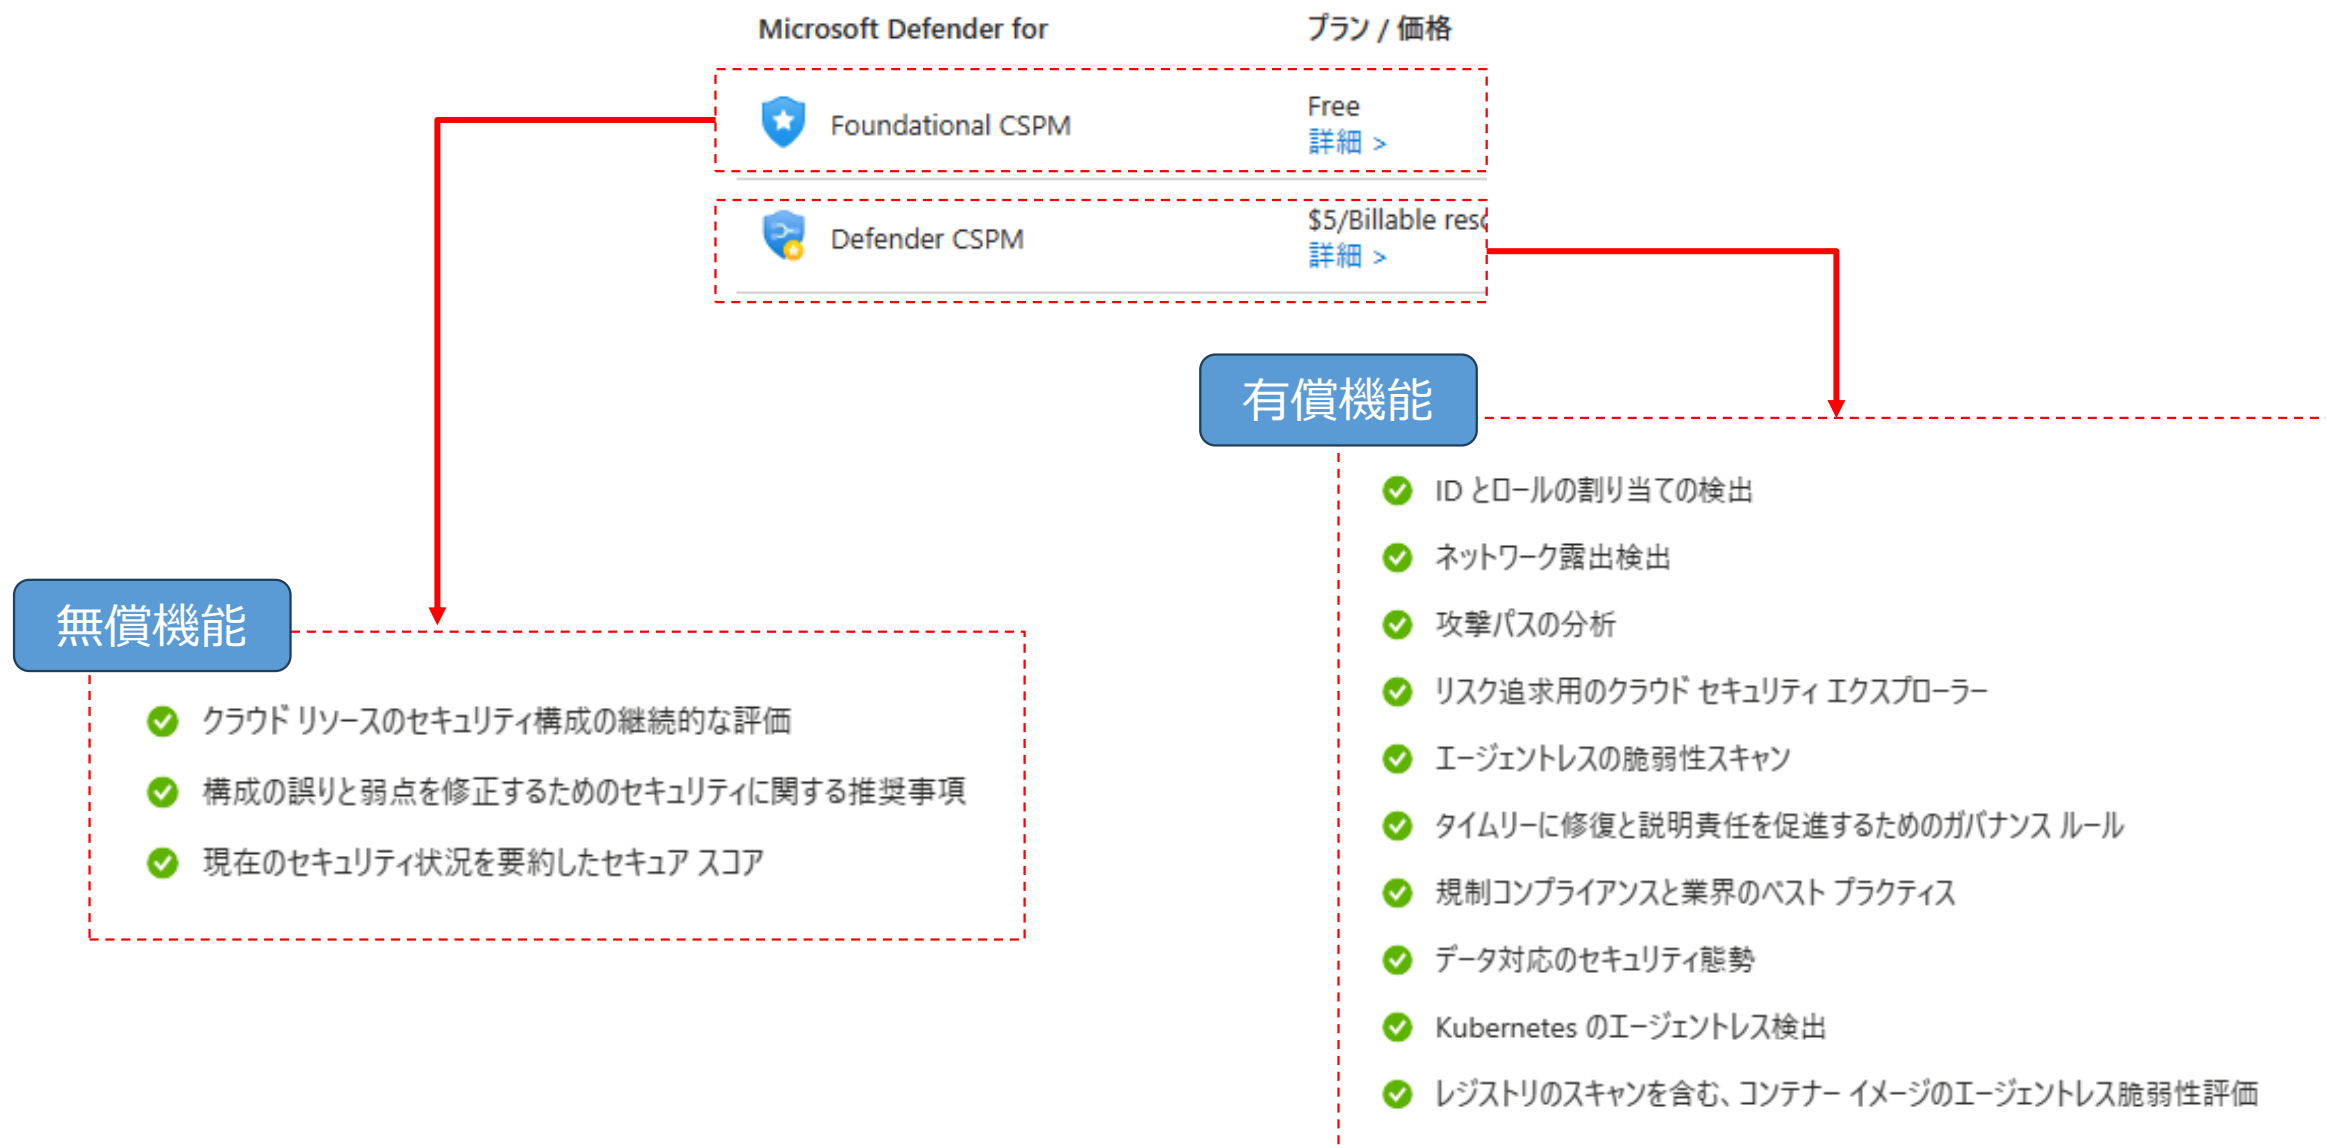 Microsoft Defender for
プラン / 価格
Foundational CSPM
Free
詳細 >
Defender CSPM
$5/Billable
詳細 >
有償機能
ID とロールの割り当ての検出
ネットワーク露出検出
攻撃パスの分析
リスク追求用のクラウド セキュリティ エクスプローラー
エージェントレスの脆弱性スキャン
タイムリーに修復と説明責任を促進するためのガバナンス ルール
規制コンプライアンスと業界のベスト プラクティス
データ対応のセキュリティ態勢
Kubernetes のエージェントレス検出
レジストリのスキャンを含む、コンテナー イメージのエージェントレス脆弱性評価
無償機能
クラウド リソースのセキュリティ構成の継続的な評価
構成の誤りと弱点を修正するためのセキュリティに関する推奨事項
現在のセキュリティ状況を要約したセキュア スコア